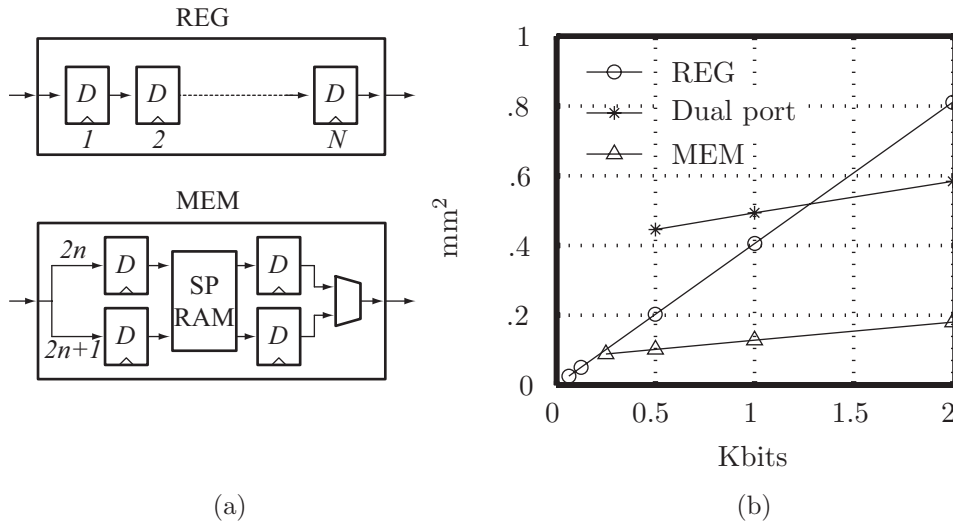 REG
D D D
1 2 N
MEM
2n D D
SP
RAM
2n+1 D D
(a)
1
.8
.6
.4
.2
0
mm²
REG
Dual port
MEM
0 0.5 1 1.5 2
Kbits
(b)